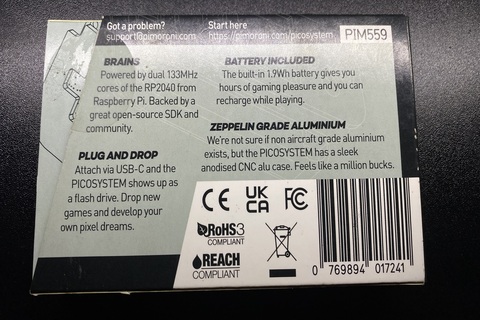 Got a problem?
support@pimoroni.com
Start here
https://pimoroni.com/picosystem
PIM559
BRAINS
Powered by dual 133MHz
cores of the RP2040 from
Raspberry Pi. Backed by a
great open-source SDK and
community.
PLUG AND DROP
Attach via USB-C and the
PICOSYSTEM shows up as
a flash drive. Drop new
games and develop your
own pixel dreams.
BATTERY INCLUDED
The built-in 1.9Wh battery gives you
hours of gaming pleasure and you can
recharge while playing.
ZEPPELIN GRADE ALUMINIUM
We're not sure if non aircraft grade aluminium
exists, but the PICOSYSTEM has a sleek
anodised CNC alu case. Feels like a million bucks.
CE
UK
CA
RoHS3
COMPLIANT
REACH
COMPLIANT
0 769894 017241